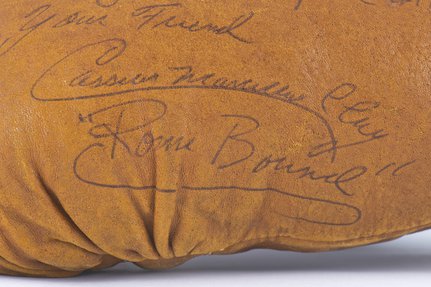 Your Friend
Cassius Marcellus Clay
"Rome Bound"